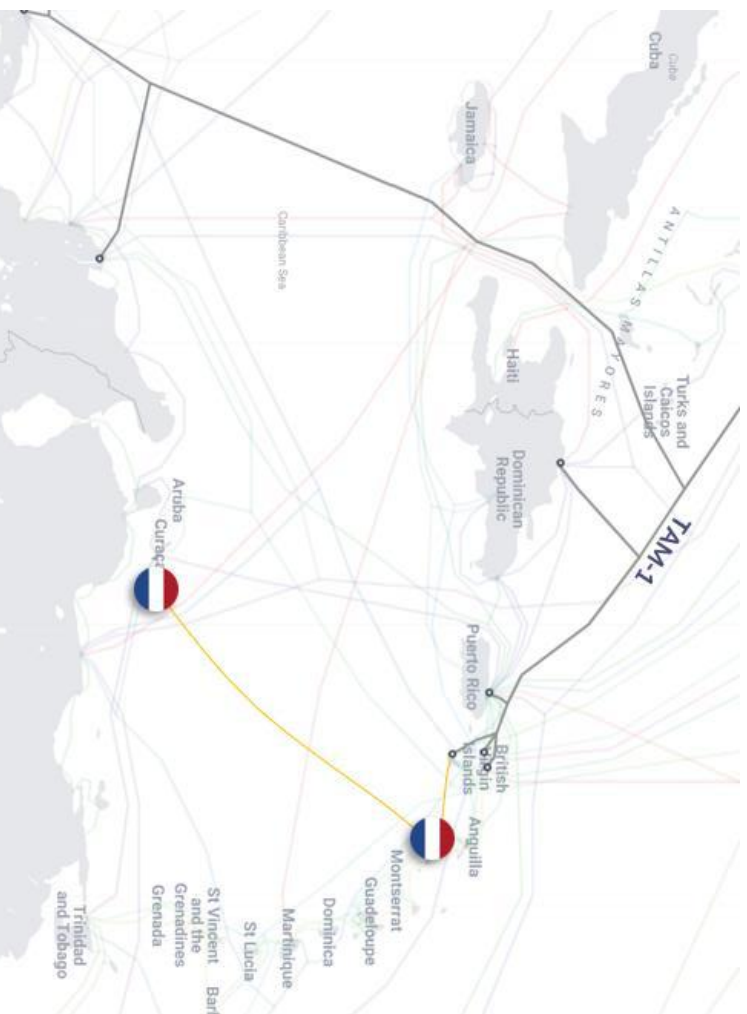 Cuba
Cuba
Jamaica
ANTILLAS MAYORES
Caribbean Sea
Turks and
Caicos
Islands
Haiti
Dominican
Republic
TAM-1
Aruba
Puerto Rico
British
Virgin
Islands
Anguilla
Montserrat
Guadeloupe
Dominica
Martinique
St Lucia
St Vincent
and the
Grenadines
Grenada
Trinidad
and Tobago